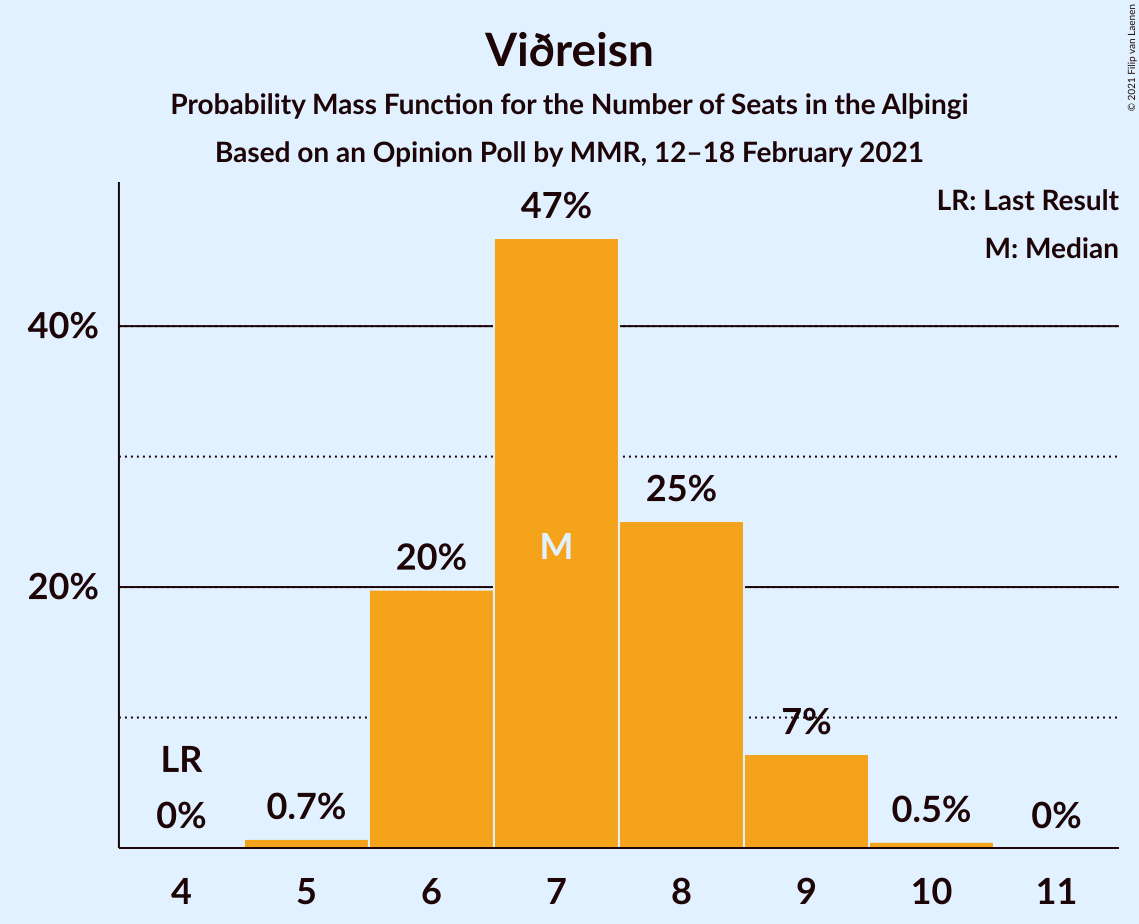 Viðreisn
Probability Mass Function for the Number of Seats in the Alþingi
Based on an Opinion Poll by MMR, 12–18 February 2021
© 2021 Filip van Laenen
LR: Last Result
M: Median
47%
40%
25%
20%
M
20%
7%
LR
0%
0.7%
0.5%
0%
4 5 6 7 8 9 10 11